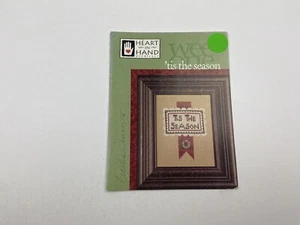 HEART
IN
HAND
wee
'tis the season
'TIS THE
SEASON